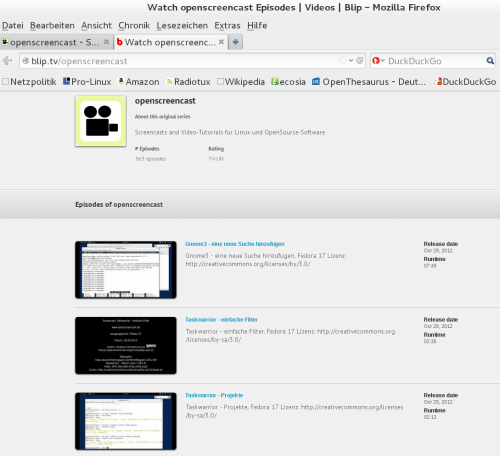 Watch openscreencast Episodes | Videos | Blip - Mozilla Firefox
Datei Bearbeiten Ansicht Chronik Lesezeichen Extras Hilfe
openscreencast - S...
Watch openscreenc...
blip.tv/openscreencast
DuckDuckGo
Netzpolitik Pro-Linux Amazon Radiotux Wikipedia ecosia OpenThesaurus - Deut... DuckDuckGo
openscreencast
About this original series
Screencasts and Video-Tutorials für Linux und OpenSource-Software
# Episodes Rating
363 episodes TV-UN
Episodes of openscreencast
Gnome3 - eine neue Suche hinzufügen
Gnome3 - eine neue Suche hinzufügen, Fedora 17 Lizenz:
http://creativecommons.org/licenses/by/3.0/
Release date
Oct 29, 2012
Runtime
07:49
Taskwarrior - einfache Filter
Taskwarrior - einfache Filter, Fedora 17 Lizenz: http://creativecommons.org
/licenses/by-sa/3.0/
Release date
Oct 29, 2012
Runtime
02:35
Taskwarrior - Projekte
Taskwarrior - Projekte, Fedora 17 Lizenz: http://creativecommons.org/licenses
/by-sa/3.0/
Release date
Oct 29, 2012
Runtime
02:13